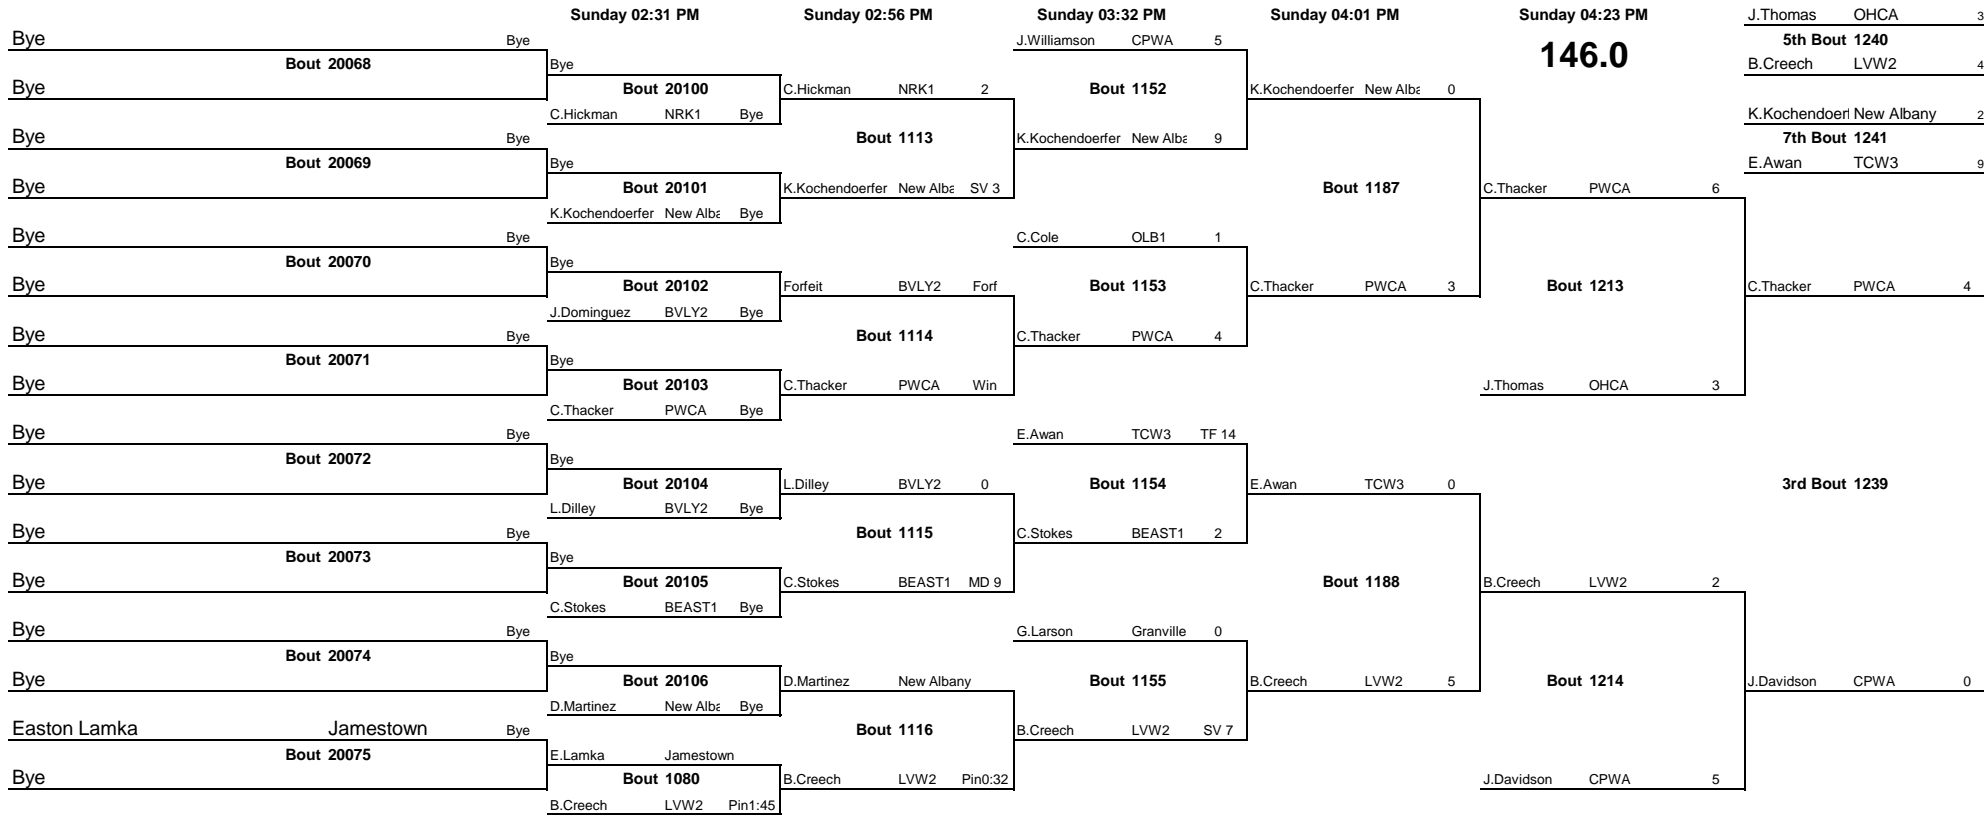 Sunday 02:31 PM Sunday 02:56 PM Sunday 03:32 PM Sunday 04:01 PM Sunday 04:23 PM J.Thomas OHCA 3
Bye Bye J.Williamson CPWA 5 146.0 5th Bout 1240
Bout 20068 Bye B.Creech LVW2 4
Bye Bout 20100 C.Hickman NRK1 2 Bout 1152 K.Kochendoerfer New Alba 0
C.Hickman NRK1 Bye K.Kochendoer New Albany 2
Bye Bye Bout 1113 K.Kochendoerfer New Alba 9 7th Bout 1241
Bout 20069 Bye E.Awan TCW3 9
Bye Bout 20101 K.Kochendoerfer New Alba SV 3 Bout 1187 C.Thacker PWCA 6
K.Kochendoerfer New Alba Bye
Bye Bye C.Cole OLB1 1
Bout 20070 Bye
Bye Bout 20102 Forfeit BVLY2 Forf Bout 1153 C.Thacker PWCA 3 Bout 1213 C.Thacker PWCA 4
J.Dominguez BVLY2 Bye
Bye Bye Bout 1114 C.Thacker PWCA 4
Bout 20071 Bye
Bye Bout 20103 C.Thacker PWCA Win J.Thomas OHCA 3
C.Thacker PWCA Bye
Bye Bye E.Awan TCW3 TF 14
Bout 20072 Bye
Bye Bout 20104 L.Dilley BVLY2 0 Bout 1154 E.Awan TCW3 0 3rd Bout 1239
L.Dilley BVLY2 Bye
Bye Bye Bout 1115 C.Stokes BEAST1 2
Bout 20073 Bye
Bye Bout 20105 C.Stokes BEAST1 MD 9 Bout 1188 B.Creech LVW2 2
C.Stokes BEAST1 Bye
Bye Bye G.Larson Granville 0
Bout 20074 Bye
Bye Bout 20106 D.Martinez New Albany Bout 1155 B.Creech LVW2 5 Bout 1214 J.Davidson CPWA 0
D.Martinez New Alba Bye
Easton Lamka Jamestown Bye Bout 1116 B.Creech LVW2 SV 7
Bout 20075 E.Lamka Jamestown
Bye Bout 1080 B.Creech LVW2 Pin0:32 J.Davidson CPWA 5
B.Creech LVW2 Pin1:45